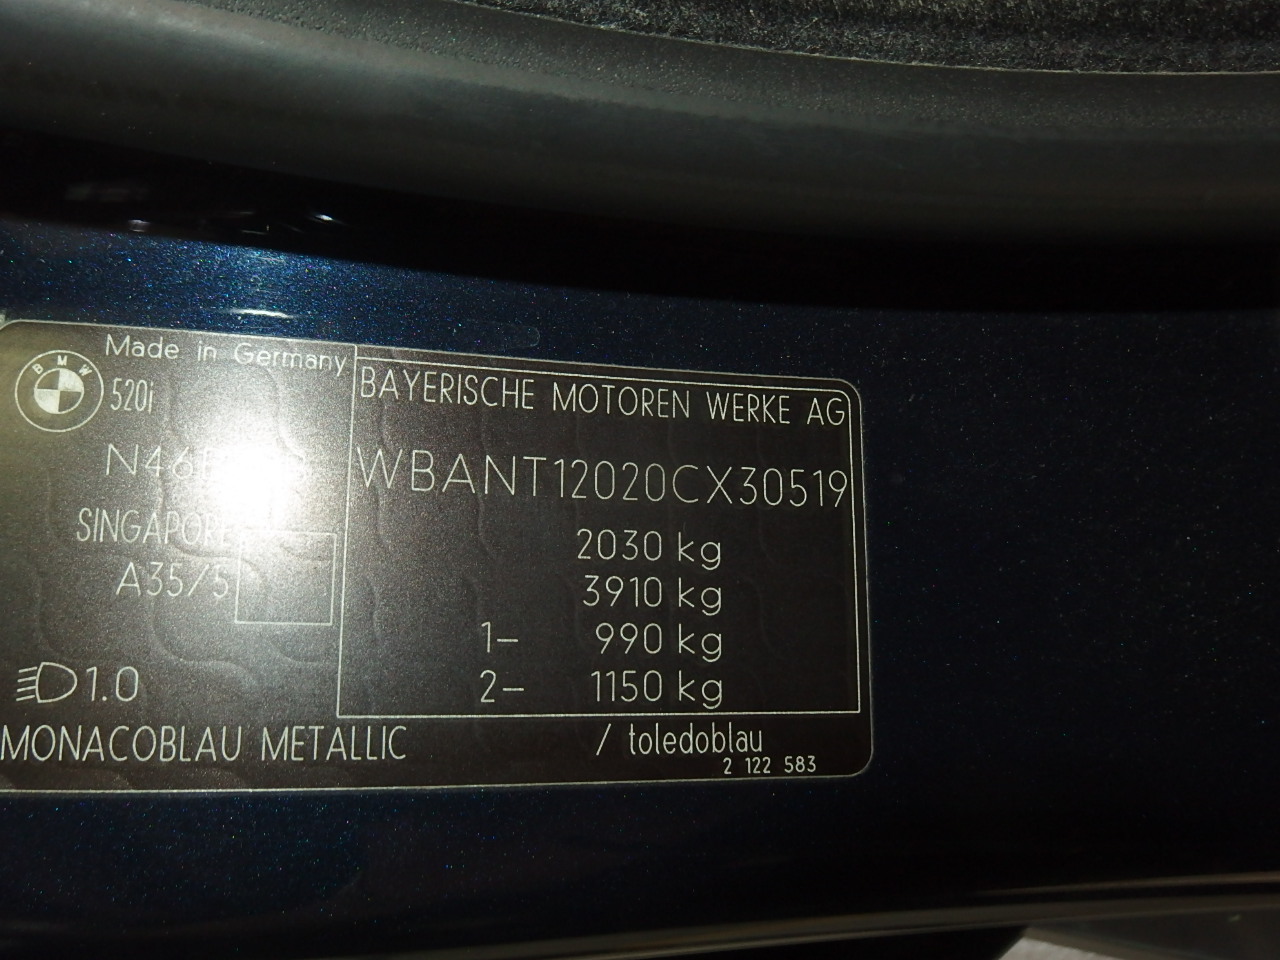 Made in Germany
BMW
520i
SINGAPORE
A35/5
1.0
BAYERISCHE MOTOREN WERKE AG
WBANT12020CX30519
2030 kg
3910 kg
1- 990 kg
2- 1150 kg
MONACOBLAU METALLIC / toledoblau
2 122 583